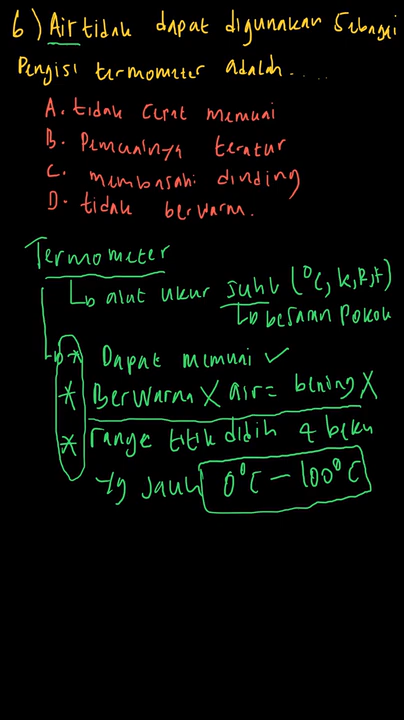 6) Air tidak dapat digunakan sebagai
Pengisi termometer adalah.....
A. tidak cepat memuai
B. Pemuainya teratur
C. membasahi dinding
D. tidak berwarna.
Termometer
↳ alat ukur suhu (°C, K, R, F)
↳ besaran Pokok
↳ * Dapat memuai ✓
* Berwarna X air = bening X
* range titik didih & beku
yg jauh 0°C - 100°C